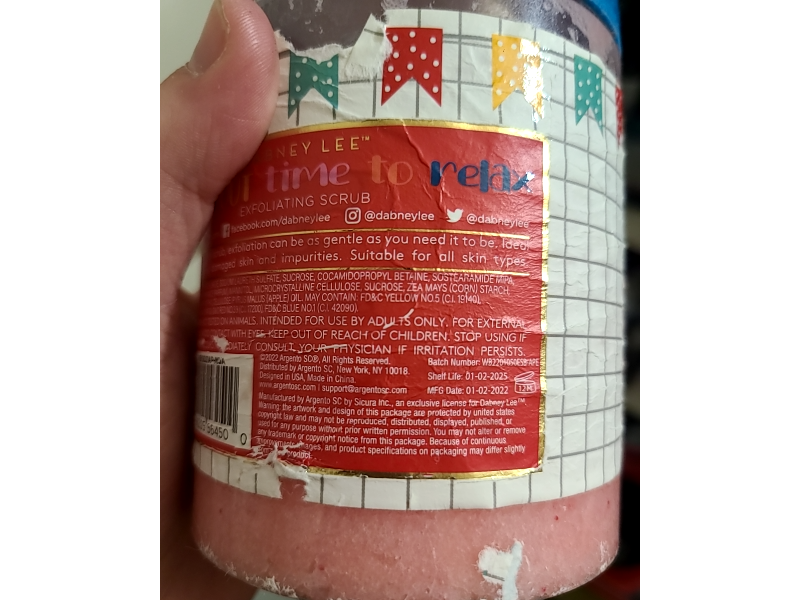 NEY LEE™
time to relax
EXFOLIATING SCRUB
facebook.com/dabneylee @dabneylee @dabneylee
exfoliation can be as gentle as you need it to be. Ideal
skin and impurities. Suitable for all skin types.
SULFATE, SUCROSE, COCAMIDOPROPYL BETAINE,
MICROCRYSTALLINE CELLULOSE, SUCROSE, ZEA MAYS (CORN) STARCH,
(APPLE) OIL. MAY CONTAIN: FD&C YELLOW NO.5 (C.I. 19140),
17200), FD&C BLUE NO.1 (C.I. 42090).
ON ANIMALS. INTENDED FOR USE BY ADULTS ONLY. FOR EXTERNAL
WITH EYES. KEEP OUT OF REACH OF CHILDREN. STOP USING IF
CONSULT YOUR PHYSICIAN IF IRRITATION PERSISTS.
©2022 Argento SC®, All Rights Reserved.
Distributed by Argento SC, New York, NY 10018.
Designed in USA, Made in China.
www.argentosc.com | support@argentosc.com
Batch Number:
Shelf Life: 01-02-2025
MFG Date: 01-02-2022
12M
Manufactured by Argento SC by Sicura Inc., an exclusive license for Dabney Lee™
Warning: the artwork and design of this package are protected by united states
copyright law and may not be reproduced, distributed, displayed, published, or
used for any purpose without prior written permission. You may not alter or remove
any trademark or copyright notice from this package. Because of continuous
improvements, and product specifications on packaging may differ slightly
product.
96450 0